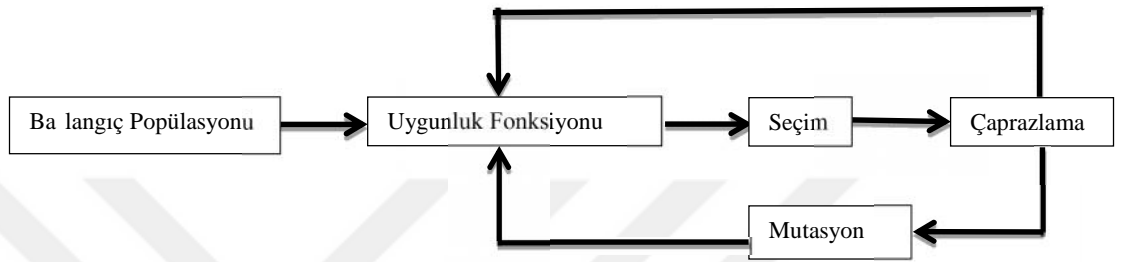 Ba langıç Popülasyonu
Uygunluk Fonksiyonu
Seçim
Çaprazlama
Mutasyon